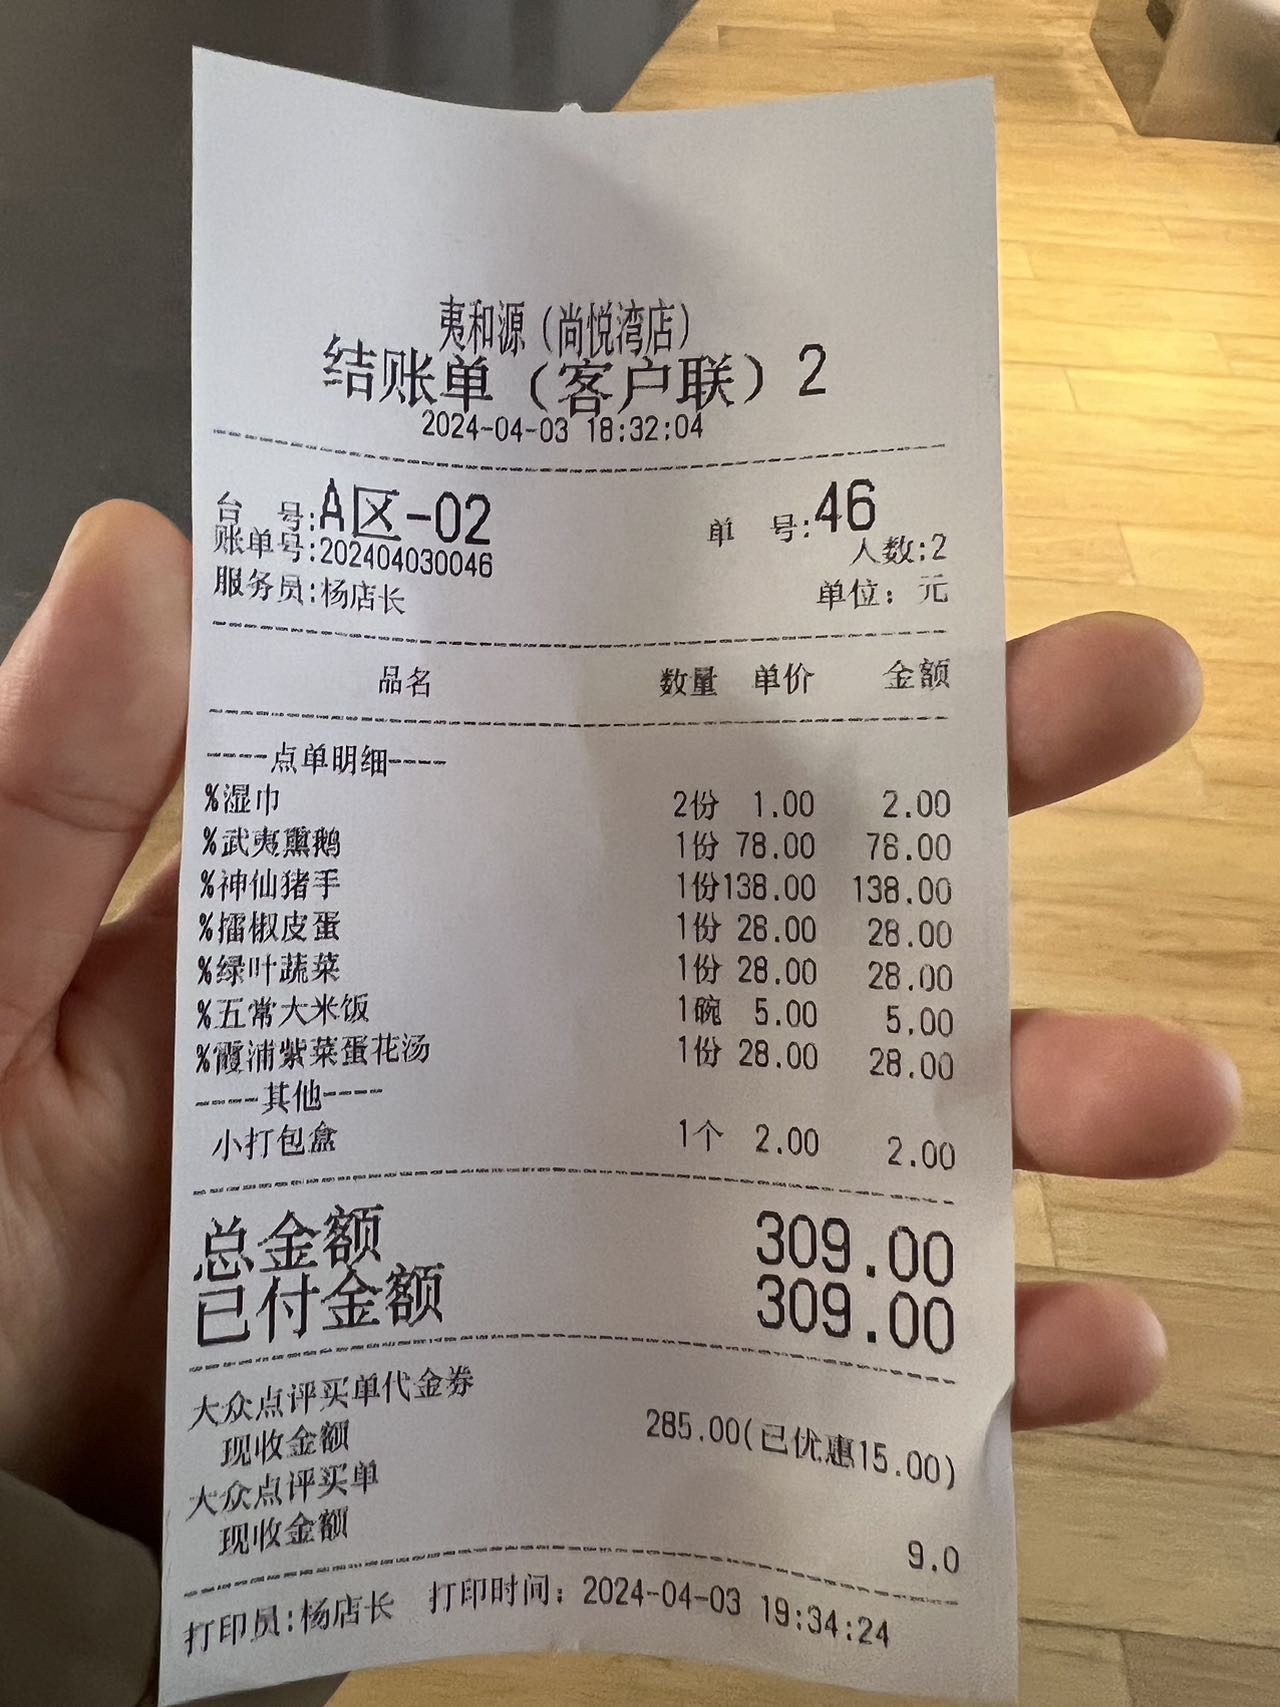 夷和源（尚悦湾店）
结账单（客户联）2
2024-04-03 18:32:04
台 号:A区-02 单 号:46
账单号:202404030046 人数:2
服务员:杨店长 单位：元
品名 数量 单价 金额
----点单明细----
%湿巾 2份 1.00 2.00
%武夷熏鹅 1份 78.00 78.00
%神仙猪手 1份138.00 138.00
%擂椒皮蛋 1份 28.00 28.00
%绿叶蔬菜 1份 28.00 28.00
%五常大米饭 1碗 5.00 5.00
%霞浦紫菜蛋花汤 1份 28.00 28.00
----其他----
小打包盒 1个 2.00 2.00
总金额 309.00
已付金额 309.00
大众点评买单代金券
现收金额 285.00(已优惠15.00)
大众点评买单
现收金额 9.0
打印员:杨店长 打印时间：2024-04-03 19:34:24